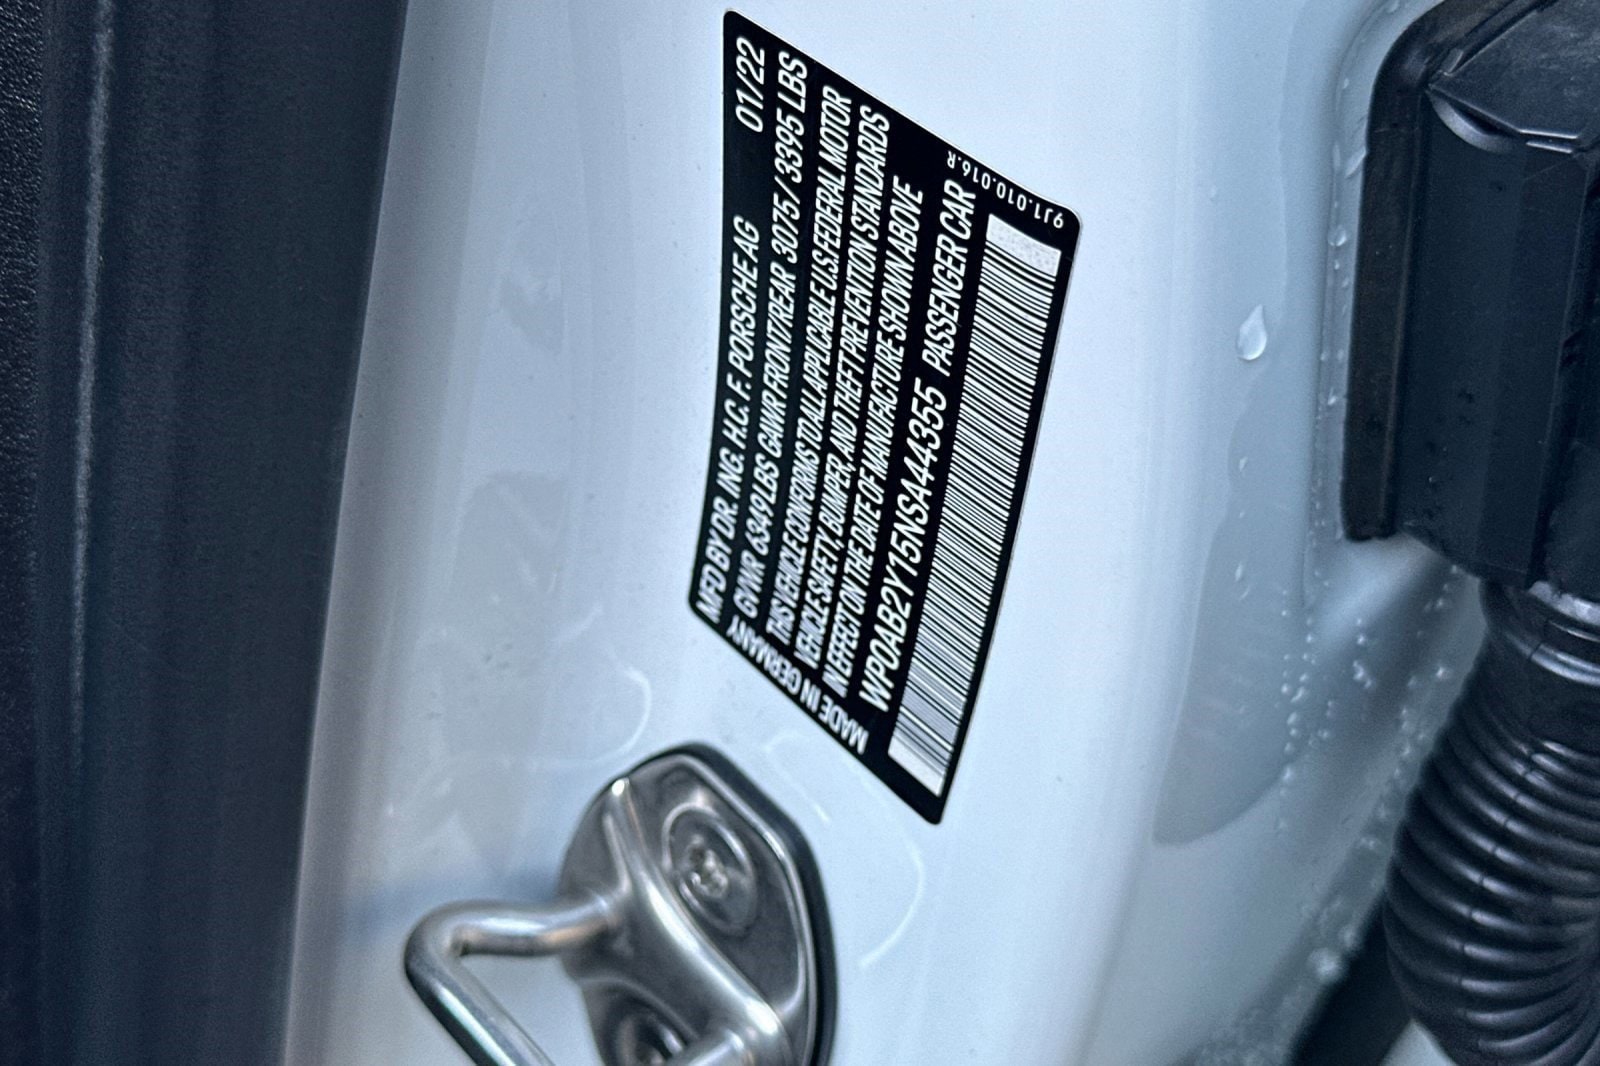 MFD BY DR. ING. H.C. F. PORSCHE AG 01/22
GVWR 6349 LBS GAWR FRONT/REAR 3075 / 3395 LBS
THIS VEHICLE CONFORMS TO ALL APPLICABLE U.S FEDERAL MOTOR
VEHICLE SAFETY, BUMPER, AND THEFT PREVENTION STANDARDS
IN EFFECT ON THE DATE OF MANUFACTURE SHOWN ABOVE
WP0AB2Y15NSA44355 PASSENGER CAR
MADE IN GERMANY
9J1.010.016.R